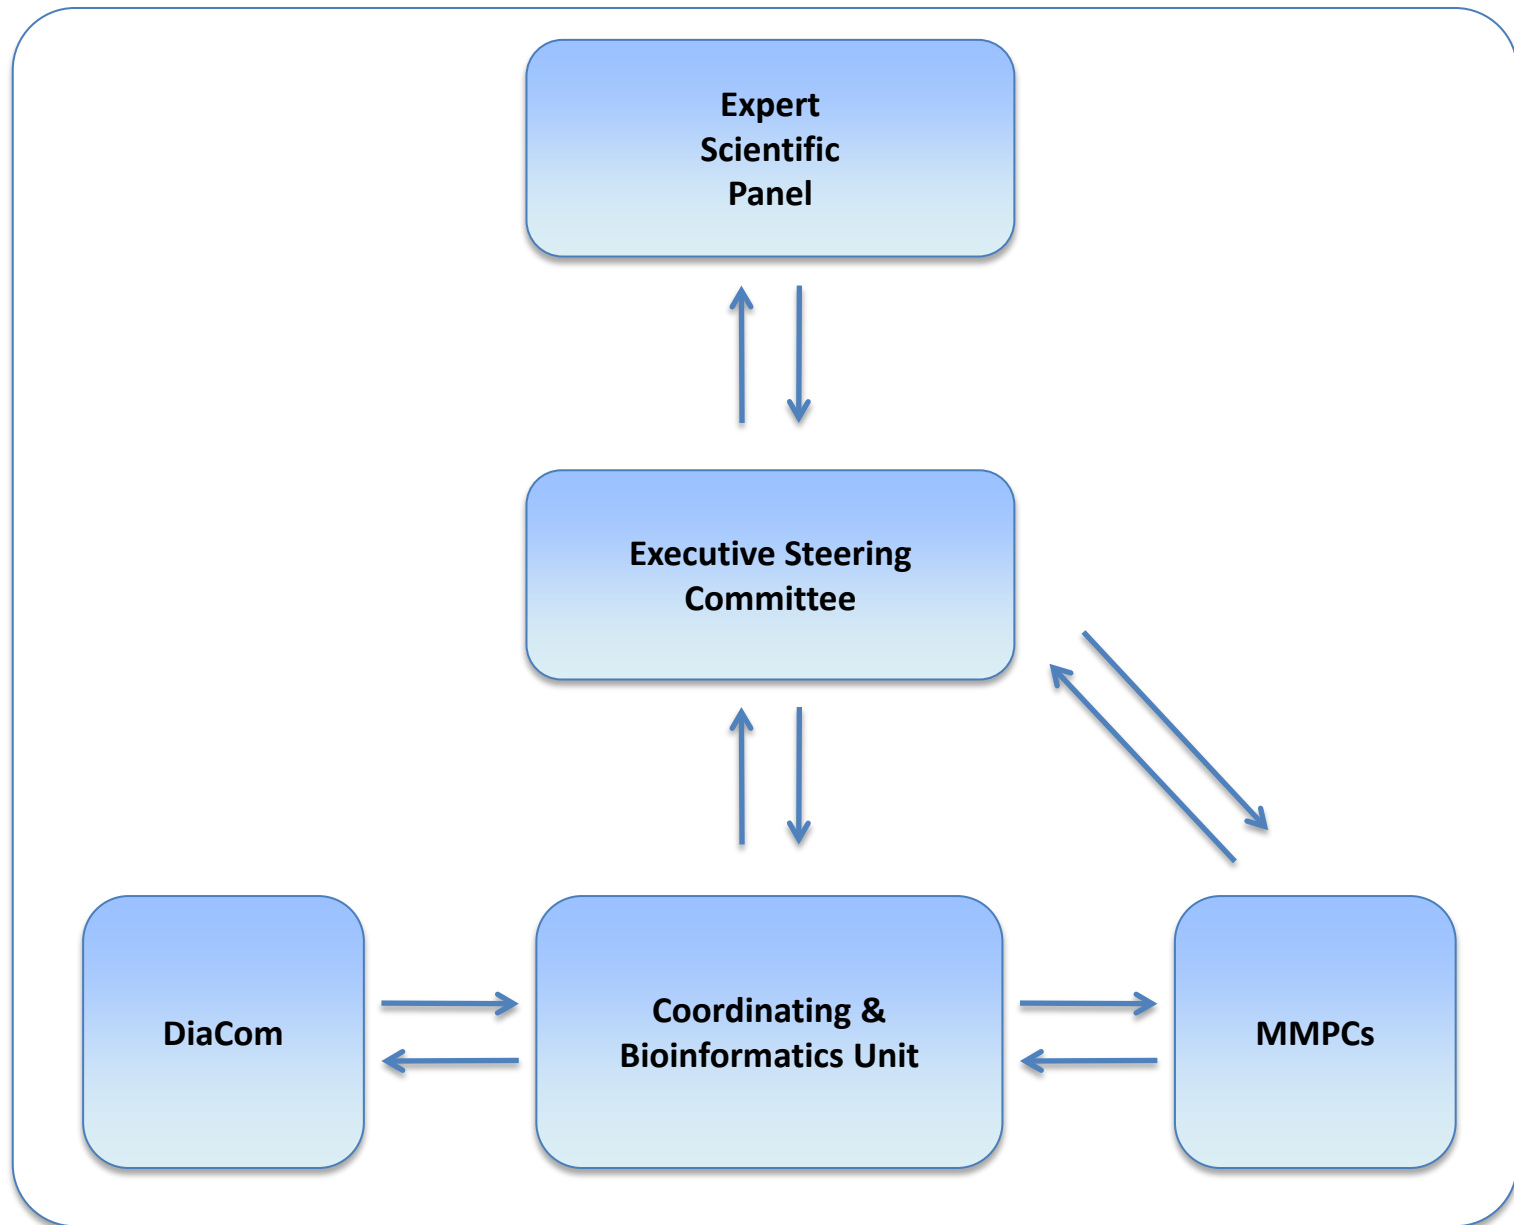 Expert
Scientific
Panel
Executive Steering
Committee
DiaCom
Coordinating &
Bioinformatics Unit
MMPCs